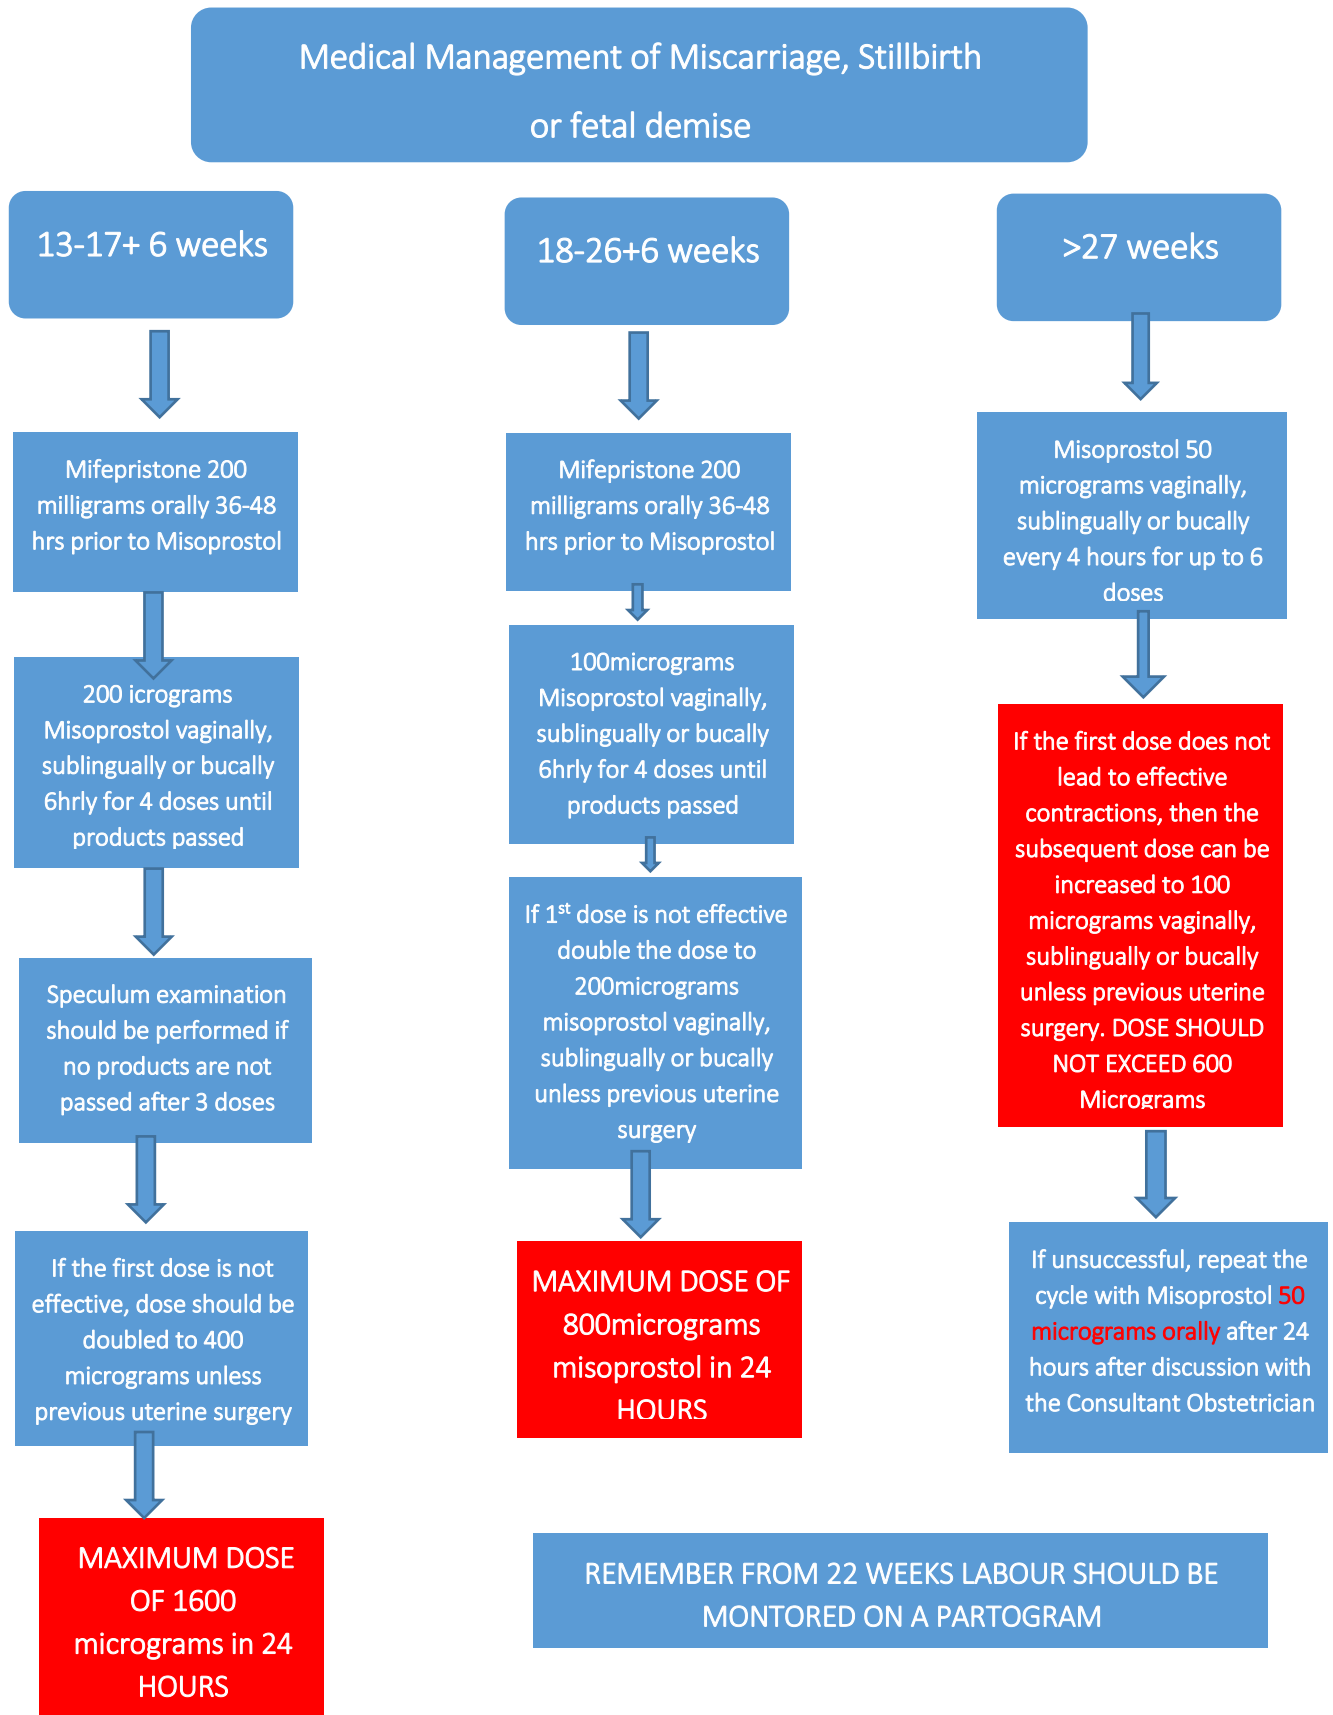 Medical Management of Miscarriage, Stillbirth
or fetal demise
13-17+ 6 weeks
Mifepristone 200
milligrams orally 36-48
hrs prior to Misoprostol
200 icrograms
Misoprostol vaginally,
sublingually or bucally
6hrly for 4 doses until
products passed
Speculum examination
should be performed if
no products are not
passed after 3 doses
If the first dose is not
effective, dose should be
doubled to 400
micrograms unless
previous uterine surgery
MAXIMUM DOSE
OF 1600
micrograms in 24
HOURS
18-26+6 weeks
Mifepristone 200
milligrams orally 36-48
hrs prior to Misoprostol
100micrograms
Misoprostol vaginally,
sublingually or bucally
6hrly for 4 doses until
products passed
If 1st dose is not effective
double the dose to
200micrograms
misoprostol vaginally,
sublingually or bucally
unless previous uterine
surgery
MAXIMUM DOSE OF
800micrograms
misoprostol in 24
HOURS
>27 weeks
Misoprostol 50
micrograms vaginally,
sublingually or bucally
every 4 hours for up to 6
doses
If the first dose does not
lead to effective
contractions, then the
subsequent dose can be
increased to 100
micrograms vaginally,
sublingually or bucally
unless previous uterine
surgery. DOSE SHOULD
NOT EXCEED 600
Micrograms
If unsuccessful, repeat the
cycle with Misoprostol 50
micrograms orally after 24
hours after discussion with
the Consultant Obstetrician
REMEMBER FROM 22 WEEKS LABOUR SHOULD BE
MONTORED ON A PARTOGRAM